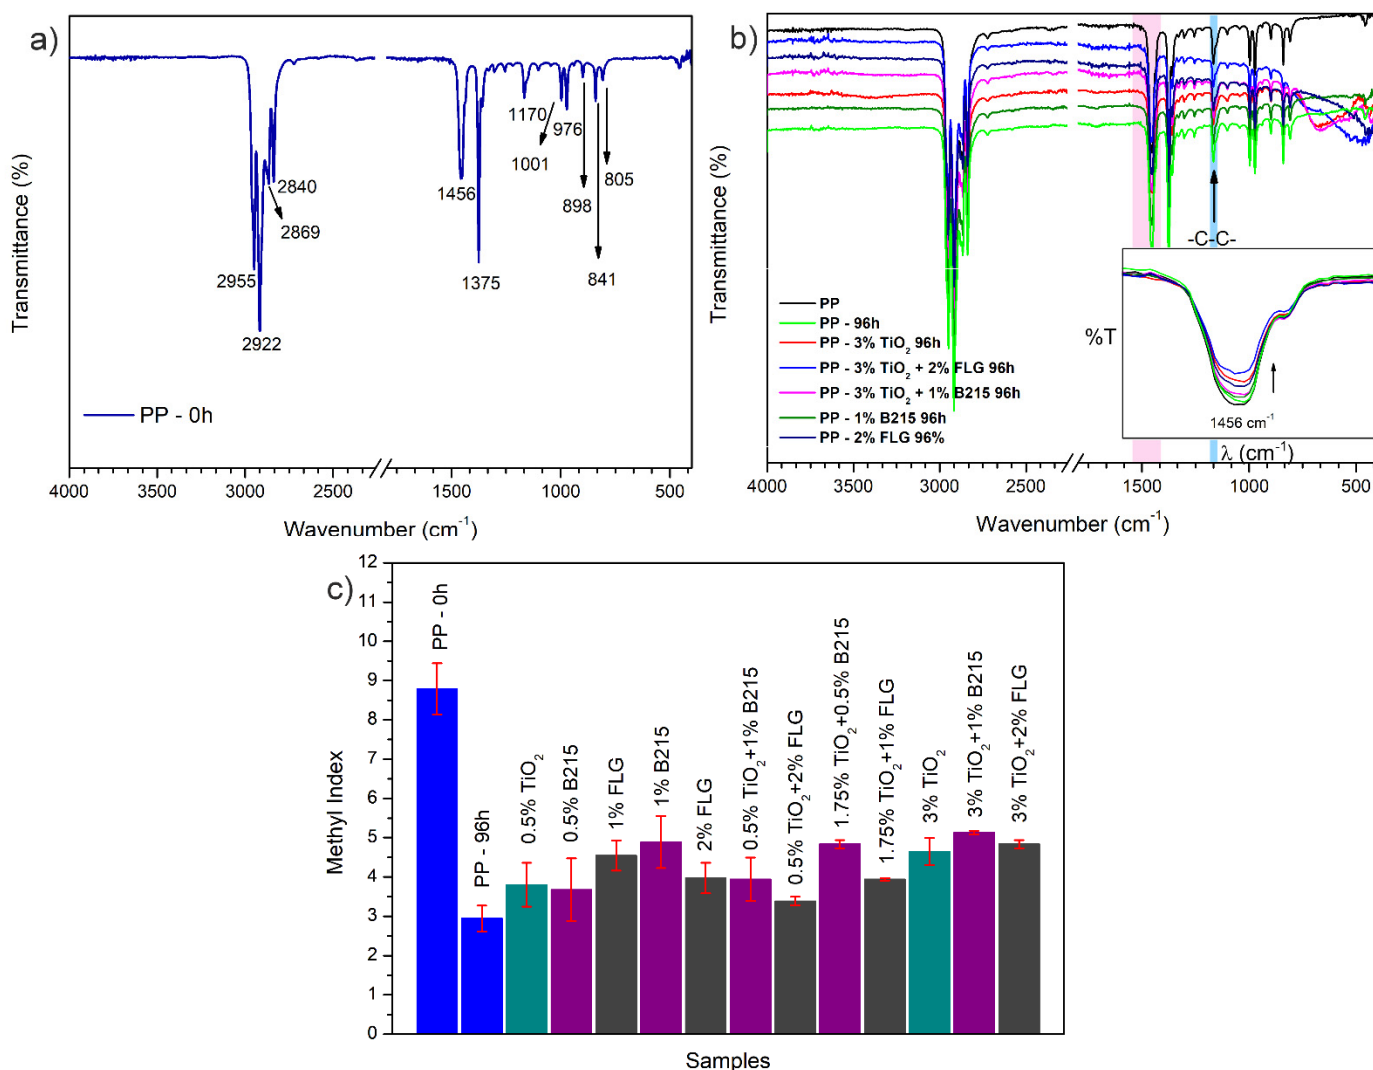 a)
Transmittance (%)
2955
2922
2869
2840
1456
1375
1170
1001
976
898
841
805
PP - 0h
4000 3000 2500 1500 1000 500
Wavenumber (cm⁻¹)
b)
Transmittance (%)
-C-C-
PP
PP - 96h
PP - 3% TiO₂ 96h
PP - 3% TiO₂ + 2% FLG 96h
PP - 3% TiO₂ + 1% B215 96h
PP - 1% B215 96h
PP - 2% FLG 96%
%T
1456 cm⁻¹
λ (cm⁻¹)
4000 3500 3000 2500 1500 1000 500
Wavenumber (cm⁻¹)
c)
Methyl Index
12
11
10
9
8
7
6
5
4
3
2
1
0
PP - 0h
PP - 96h
0.5% TiO₂
0.5% B215
1% FLG
1% B215
2% FLG
0.5% TiO₂+1% B215
0.5% TiO₂+2% FLG
1.75% TiO₂+0.5% B215
1.75% TiO₂+1% FLG
3% TiO₂
3% TiO₂+1% B215
3% TiO₂+2% FLG
Samples